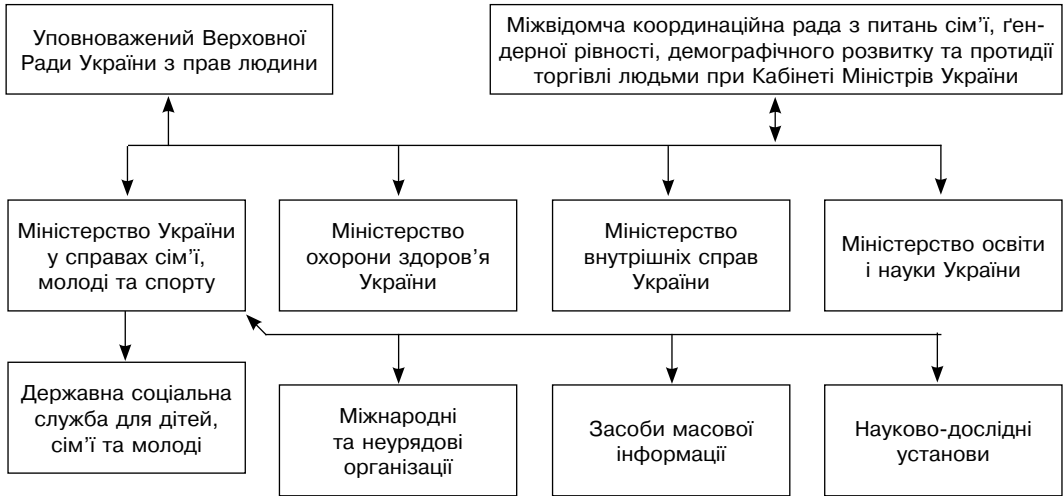 Уповноважений Верховної
Ради України з прав людини
Міжвідомча координаційна рада з питань сім’ї, ґен-
дерної рівності, демографічного розвитку та протидії
торгівлі людьми при Кабінеті Міністрів України
Міністерство України
у справах сім’ї,
молоді та спорту
Міністерство
охорони здоров’я
України
Міністерство
внутрішніх справ
України
Міністерство освіти
і науки України
Державна соціальна
служба для дітей,
сім’ї та молоді
Міжнародні
та неурядові
організації
Засоби масової
інформації
Науково-дослідні
установи